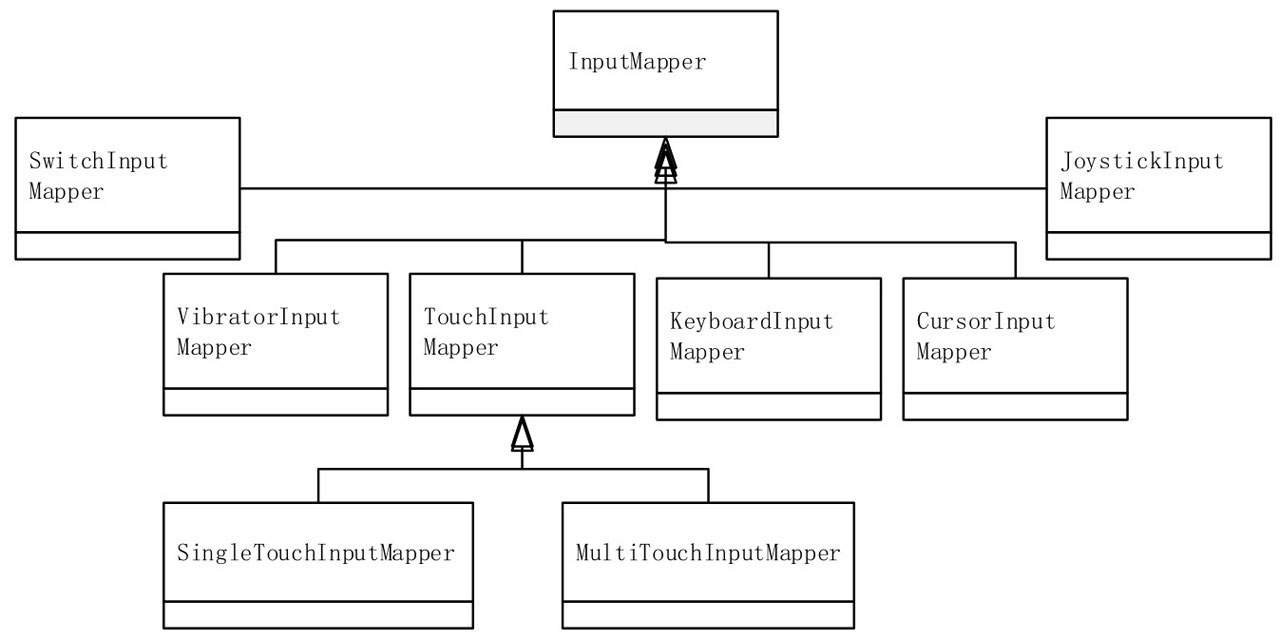 InputMapper
SwitchInput
Mapper
JoystickInput
Mapper
VibratorInput
Mapper
TouchInput
Mapper
KeyboardInput
Mapper
CursorInput
Mapper
SingleTouchInputMapper
MultiTouchInputMapper